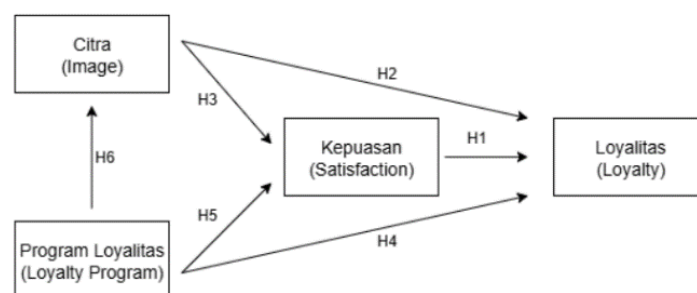 Citra
(Image)
H2
H3
Kepuasan
(Satisfaction)
H1
Loyalitas
(Loyalty)
H6
H5
Program Loyalitas
(Loyalty Program)
H4